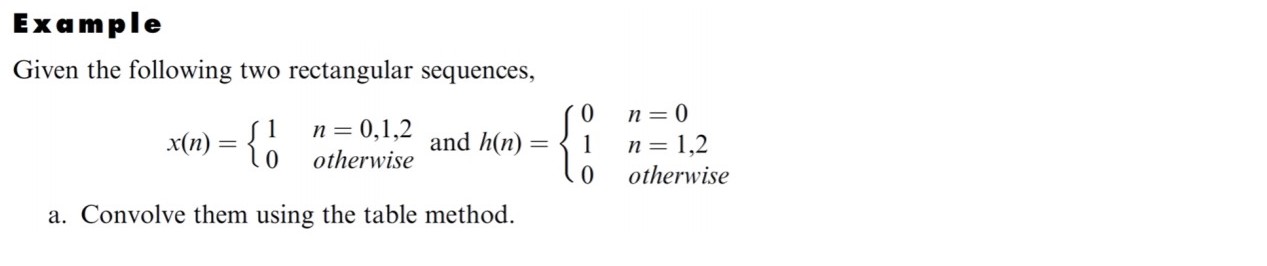 Example
Given the following two rectangular sequences,
x(n) = { 1 n = 0,1,2 0 otherwise and h(n) = { 0 n = 0 1 n = 1,2 0 otherwise
a. Convolve them using the table method.